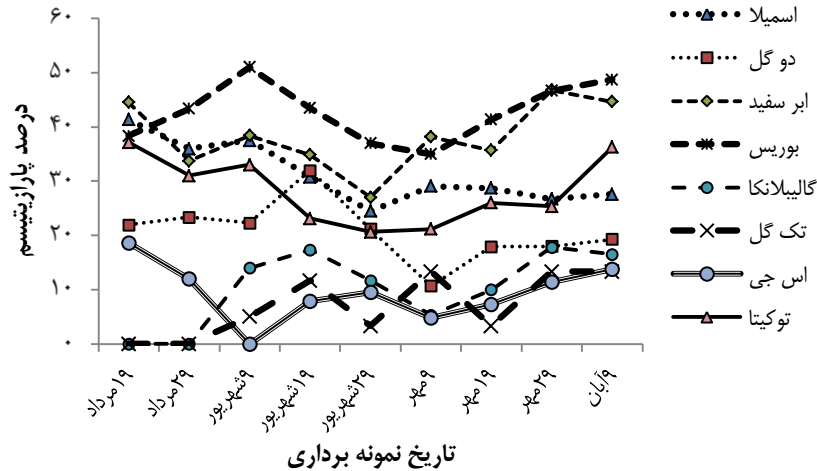 درصد پارازیتیسم
۶۰
۵۰
۴۰
۳۰
۲۰
۱۰
۰
۱۹مرداد
۲۹مرداد
۹شهریور
۱۹شهریور
۲۹شهریور
۹مهر
۱۹مهر
۲۹مهر
۹آبان
تاریخ نمونه برداری
اسمیلا
دو گل
ابر سفید
بوریس
گالیبلانکا
تک گل
اس جی
توکیتا